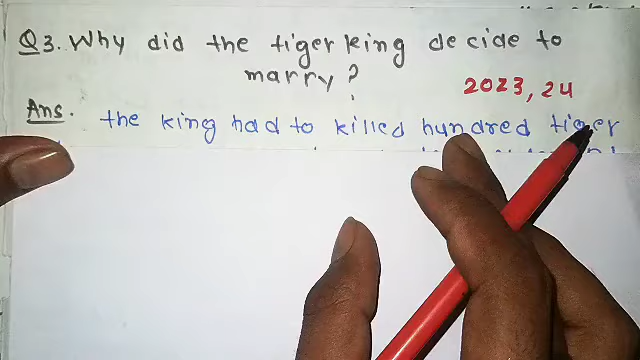 Q3. Why did the tiger king decide to
marry?
2023, 24
Ans. the king had to killed hundred tiger